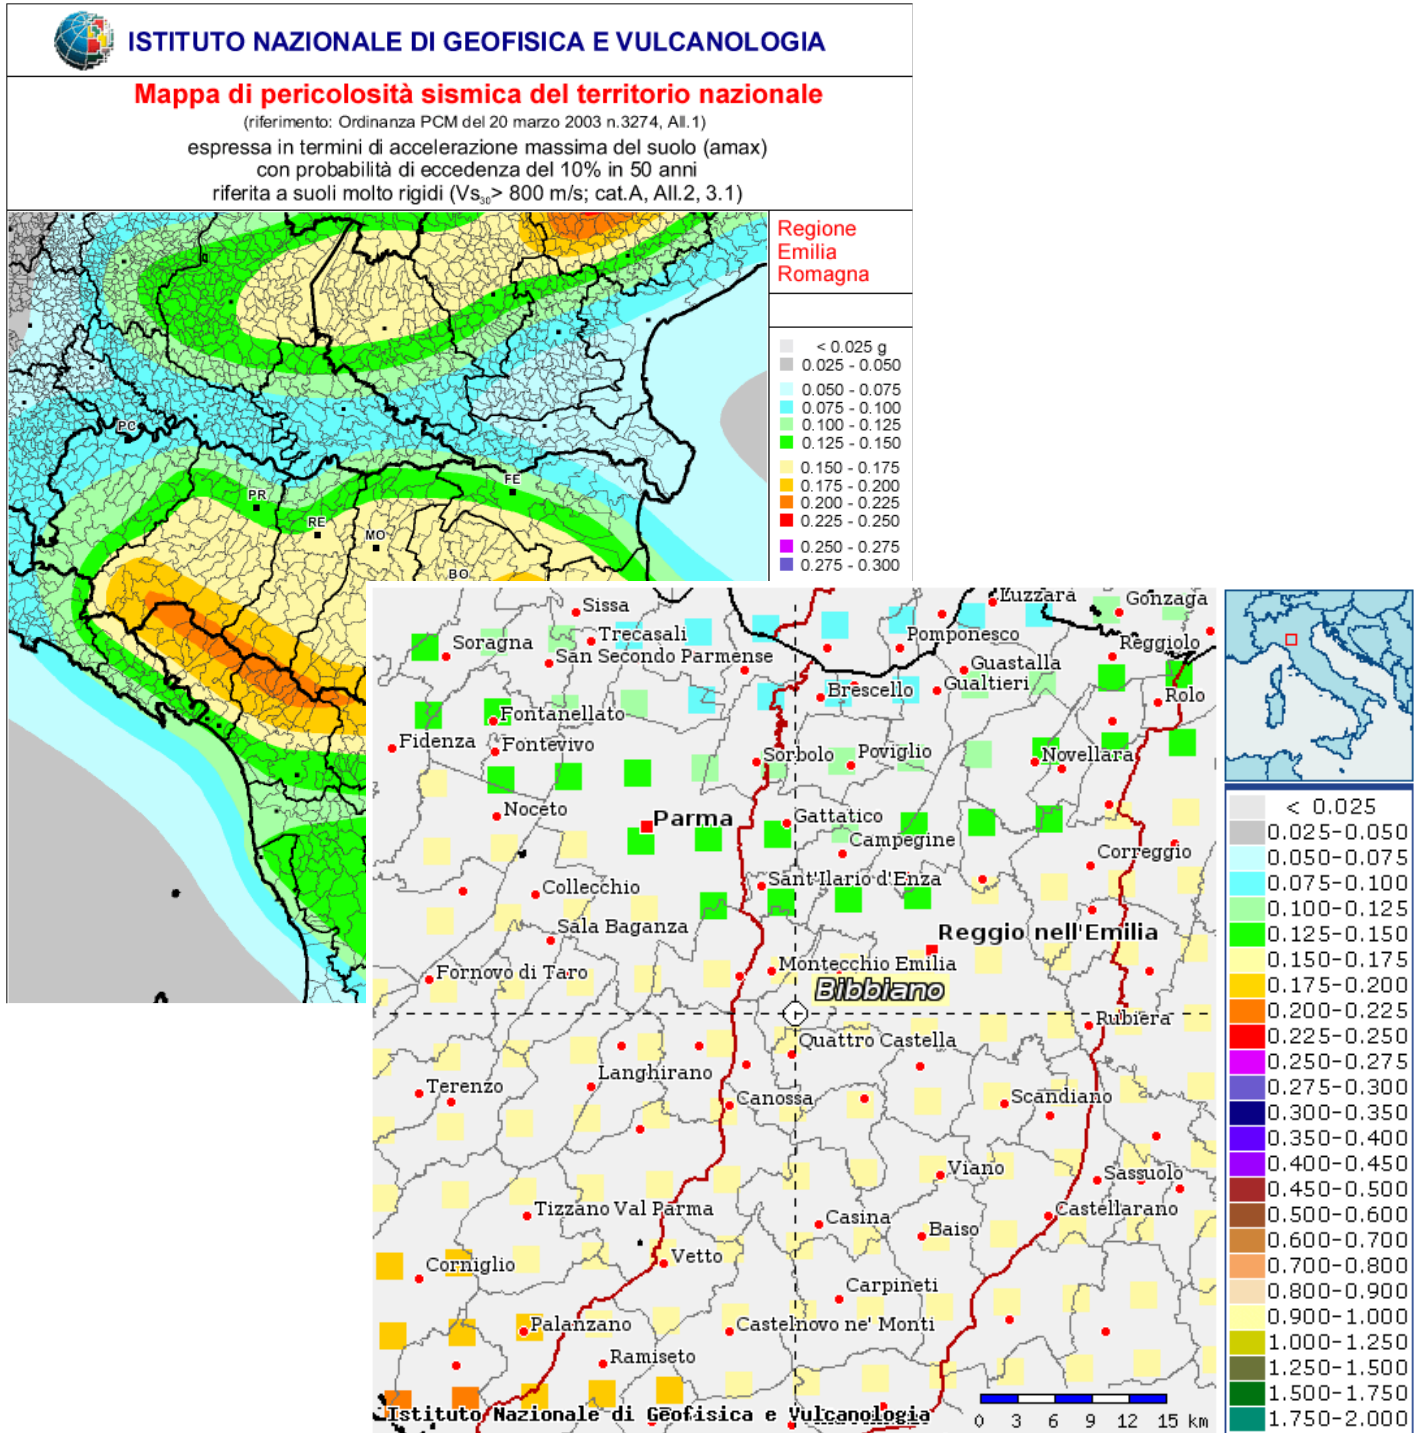 ISTITUTO NAZIONALE DI GEOFISICA E VULCANOLOGIA
Mappa di pericolosità sismica del territorio nazionale
(riferimento: Ordinanza PCM del 20 marzo 2003 n.3274, All.1)
espressa in termini di accelerazione massima del suolo (amax)
con probabilità di eccedenza del 10% in 50 anni
riferita a suoli molto rigidi (Vs₃₀> 800 m/s; cat.A, All.2, 3.1)
Regione
Emilia
Romagna
< 0.025 g
0.025 - 0.050
0.050 - 0.075
0.075 - 0.100
0.100 - 0.125
0.125 - 0.150
0.150 - 0.175
0.175 - 0.200
0.200 - 0.225
0.225 - 0.250
0.250 - 0.275
0.275 - 0.300
PC
PR
FE
RE
MO
BO
Sissa
Luzzara
Gonzaga
Soragna
Trecasali
Pomponesco
Reggiolo
San Secondo Parmense
Guastalla
Brescello
Gualtieri
Rolo
Fontanellato
Fidenza
Fontevivo
Sorbolo
Poviglio
Novellara
Noceto
Parma
Gattatico
Campegine
Correggio
Collecchio
Sant'Ilario d'Enza
Sala Baganza
Reggio nell'Emilia
Fornovo di Taro
Montecchio Emilia
Bibbiano
Rubiera
Quattro Castella
Terenzo
Langhirano
Canossa
Scandiano
Viano
Sassuolo
Tizzano Val Parma
Casina
Castellarano
Baiso
Corniglio
Vetto
Carpineti
Palanzano
Castelnovo ne' Monti
Ramiseto
Istituto Nazionale di Geofisica e Vulcanologia
0 3 6 9 12 15 km
< 0.025
0.025-0.050
0.050-0.075
0.075-0.100
0.100-0.125
0.125-0.150
0.150-0.175
0.175-0.200
0.200-0.225
0.225-0.250
0.250-0.275
0.275-0.300
0.300-0.350
0.350-0.400
0.400-0.450
0.450-0.500
0.500-0.600
0.600-0.700
0.700-0.800
0.800-0.900
0.900-1.000
1.000-1.250
1.250-1.500
1.500-1.750
1.750-2.000